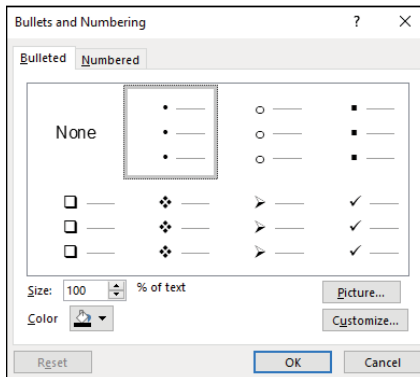 Bullets and Numbering ? X
Bulleted Numbered
None
Size: 100 % of text
Picture...
Color
Customize...
Reset OK Cancel